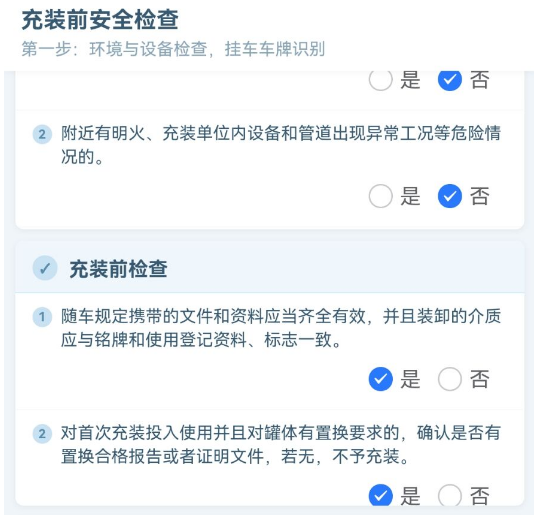 充装前安全检查
第一步：环境与设备检查，挂车车牌识别
是 否
2 附近有明火、充装单位内设备和管道出现异常工况等危险情
况的。
是 否
充装前检查
1 随车规定携带的文件和资料应当齐全有效，并且装卸的介质
应与铭牌和使用登记资料、标志一致。
是 否
2 对首次充装投入使用并且对罐体有置换要求的，确认是否有
置换合格报告或者证明文件，若无，不予充装。
是 否